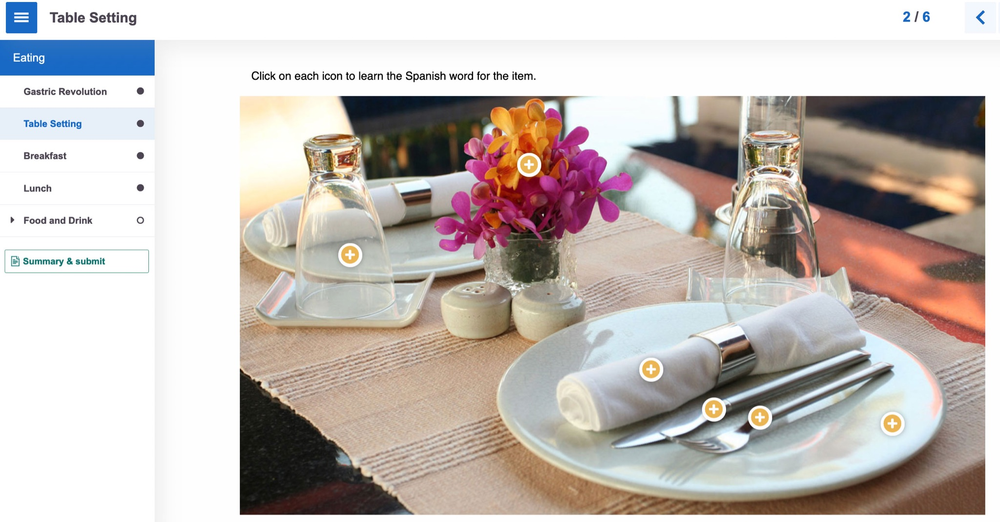 Table Setting
2 / 6
Eating
Gastric Revolution
Table Setting
Breakfast
Lunch
Food and Drink
Summary & submit
Click on each icon to learn the Spanish word for the item.